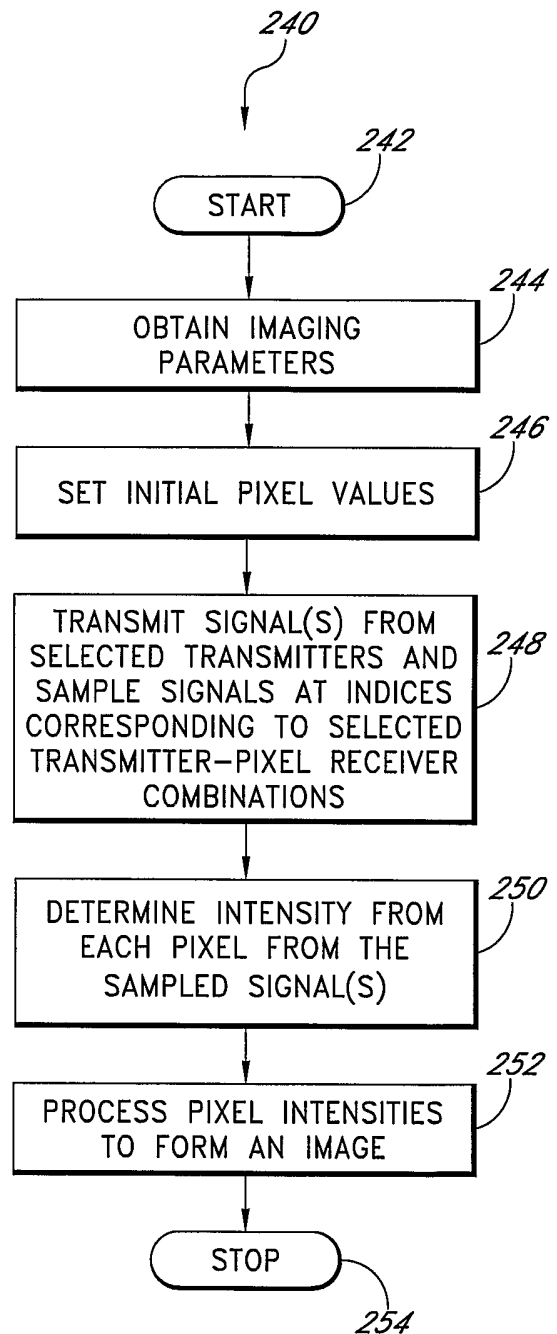 240
242
START
244
OBTAIN IMAGING
PARAMETERS
246
SET INITIAL PIXEL VALUES
TRANSMIT SIGNAL(S) FROM
SELECTED TRANSMITTERS AND
248
SAMPLE SIGNALS AT INDICES
CORRESPONDING TO SELECTED
TRANSMITTER-PIXEL RECEIVER
COMBINATIONS
250
DETERMINE INTENSITY FROM
EACH PIXEL FROM THE
SAMPLED SIGNAL(S)
252
PROCESS PIXEL INTENSITIES
TO FORM AN IMAGE
STOP
254